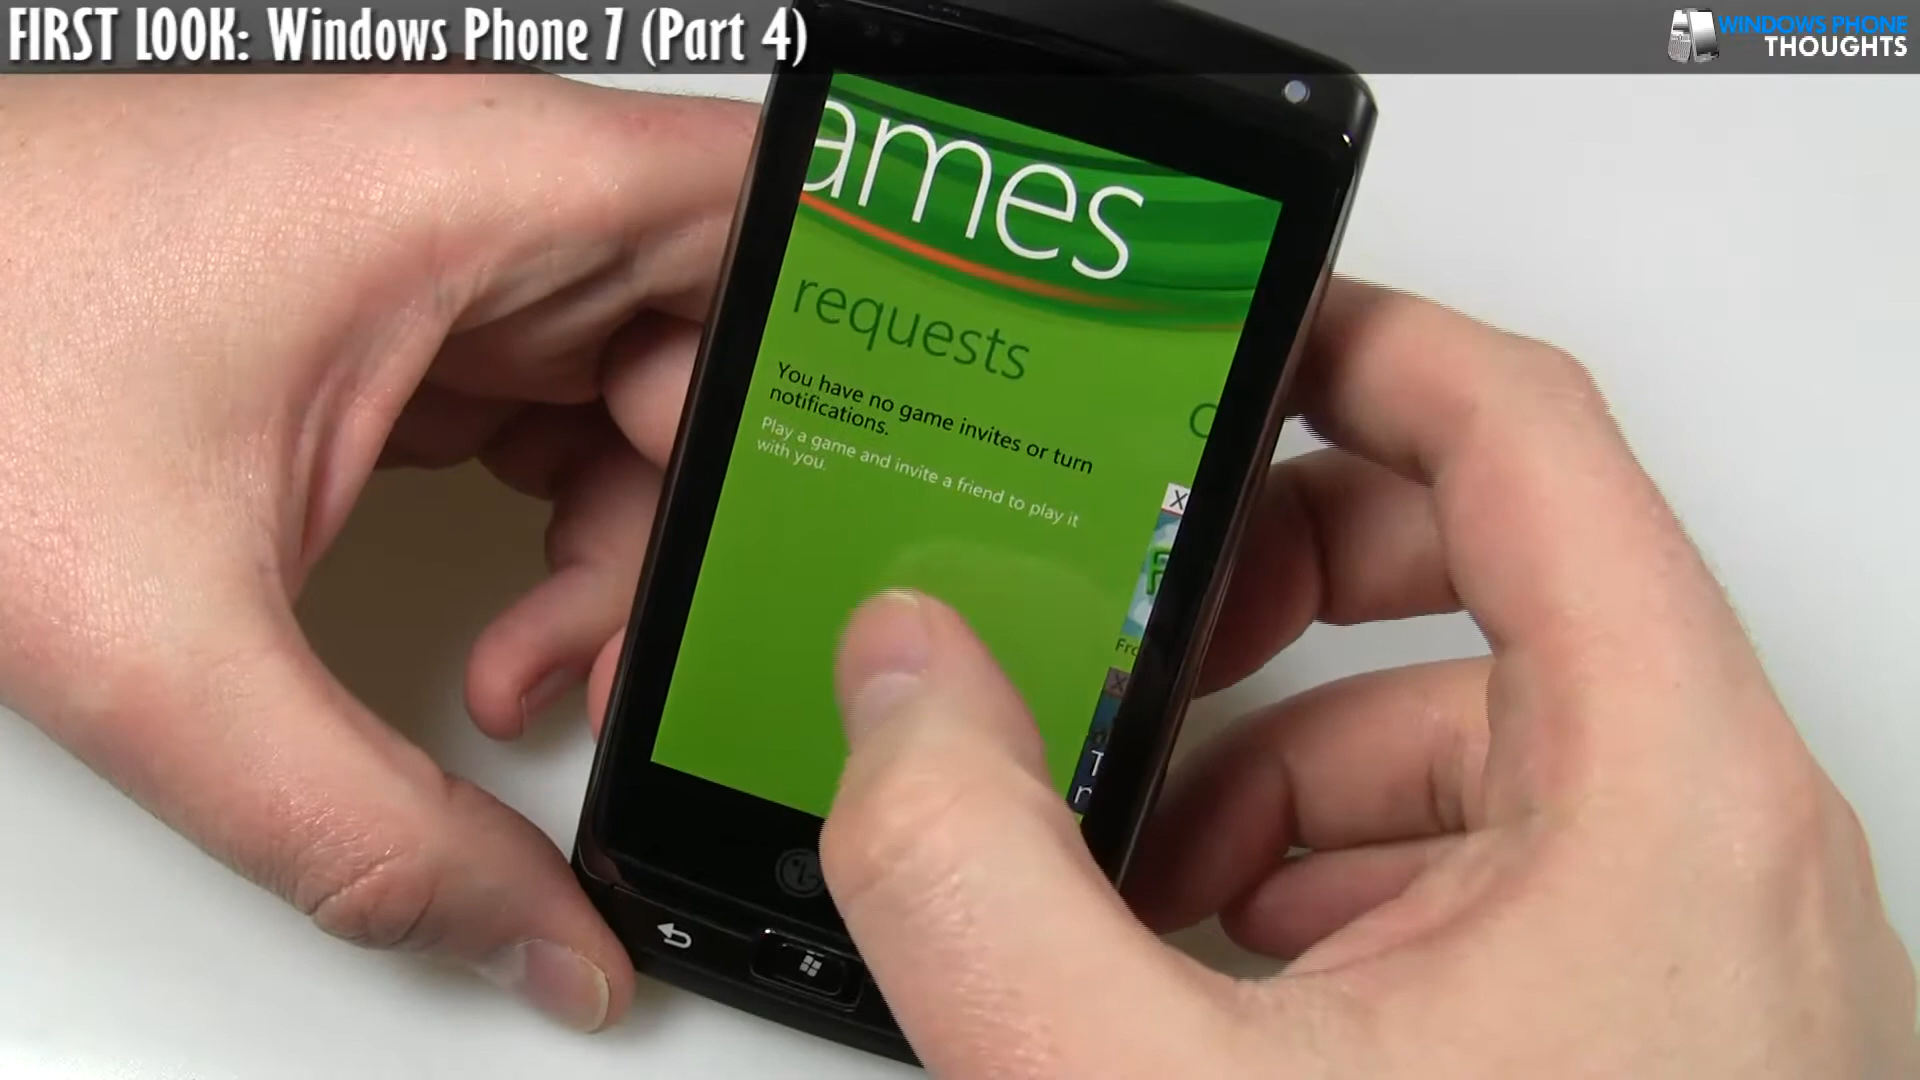 FIRST LOOK: Windows Phone 7 (Part 4)
WINDOWS PHONE
THOUGHTS
ames
requests
You have no game invites or turn
notifications.
Play a game and invite a friend to play it
with you.
X
Fro
X
T